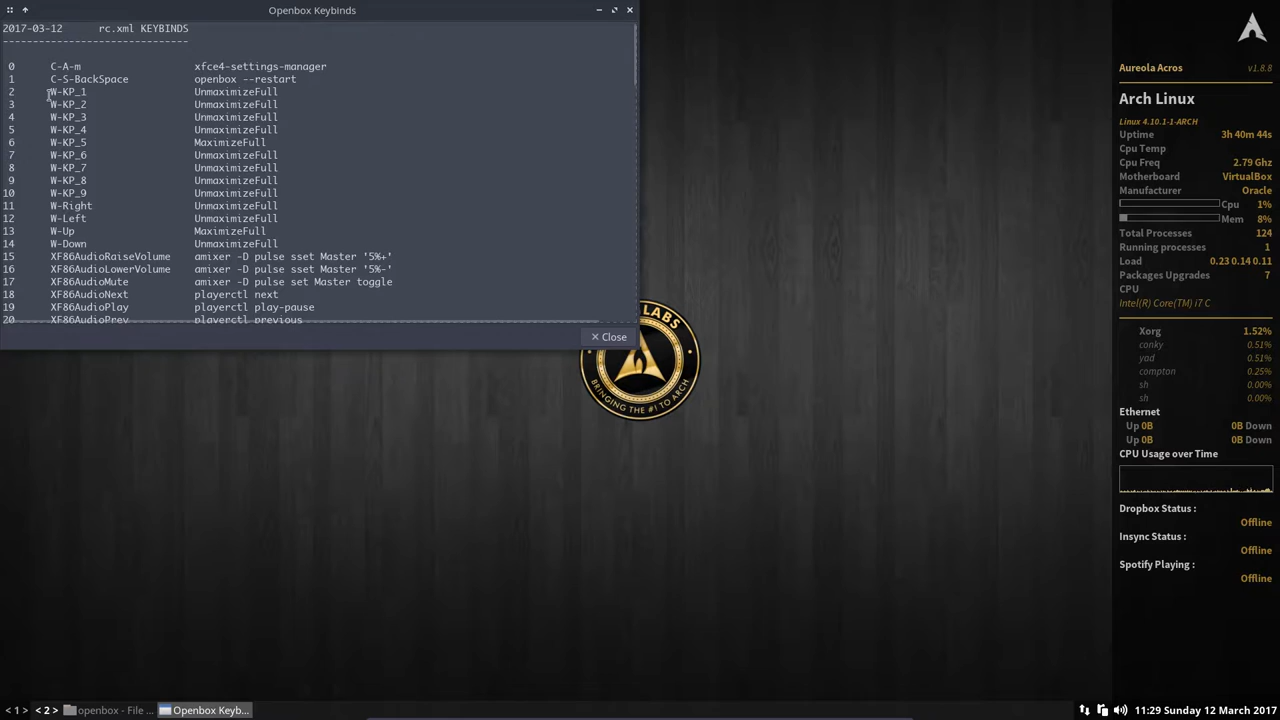 Openbox Keybinds
2017-03-12 rc.xml KEYBINDS
-------------------------------
0 C-A-m xfce4-settings-manager
1 C-S-BackSpace openbox --restart
2 W-KP_1 UnmaximizeFull
3 W-KP_2 UnmaximizeFull
4 W-KP_3 UnmaximizeFull
5 W-KP_4 UnmaximizeFull
6 W-KP_5 MaximizeFull
7 W-KP_6 UnmaximizeFull
8 W-KP_7 UnmaximizeFull
9 W-KP_8 UnmaximizeFull
10 W-KP_9 UnmaximizeFull
11 W-Right UnmaximizeFull
12 W-Left UnmaximizeFull
13 W-Up MaximizeFull
14 W-Down UnmaximizeFull
15 XF86AudioRaiseVolume amixer -D pulse sset Master '5%+'
16 XF86AudioLowerVolume amixer -D pulse sset Master '5%-'
17 XF86AudioMute amixer -D pulse set Master toggle
18 XF86AudioNext playerctl next
19 XF86AudioPlay playerctl play-pause
20 XF86AudioPrev playerctl previous
Close
LABS
BRINGING THE #! TO ARCH
Aureola Acros v1.8.8
Arch Linux
Linux 4.10.1-1-ARCH
Uptime 3h 40m 44s
Cpu Temp
Cpu Freq 2.79 Ghz
Motherboard VirtualBox
Manufacturer Oracle
Cpu 1%
Mem 8%
Total Processes 124
Running processes 1
Load 0.23 0.14 0.11
Packages Upgrades 7
CPU
Intel(R) Core(TM) i7 C
Xorg 1.52%
conky 0.51%
yad 0.51%
compton 0.25%
sh 0.00%
sh 0.00%
Ethernet
Up 0B 0B Down
Up 0B 0B Down
CPU Usage over Time
Dropbox Status :
Offline
Insync Status :
Offline
Spotify Playing :
Offline
< 1 > < 2 > openbox - File ... Openbox Keyb... 11:29 Sunday 12 March 2017